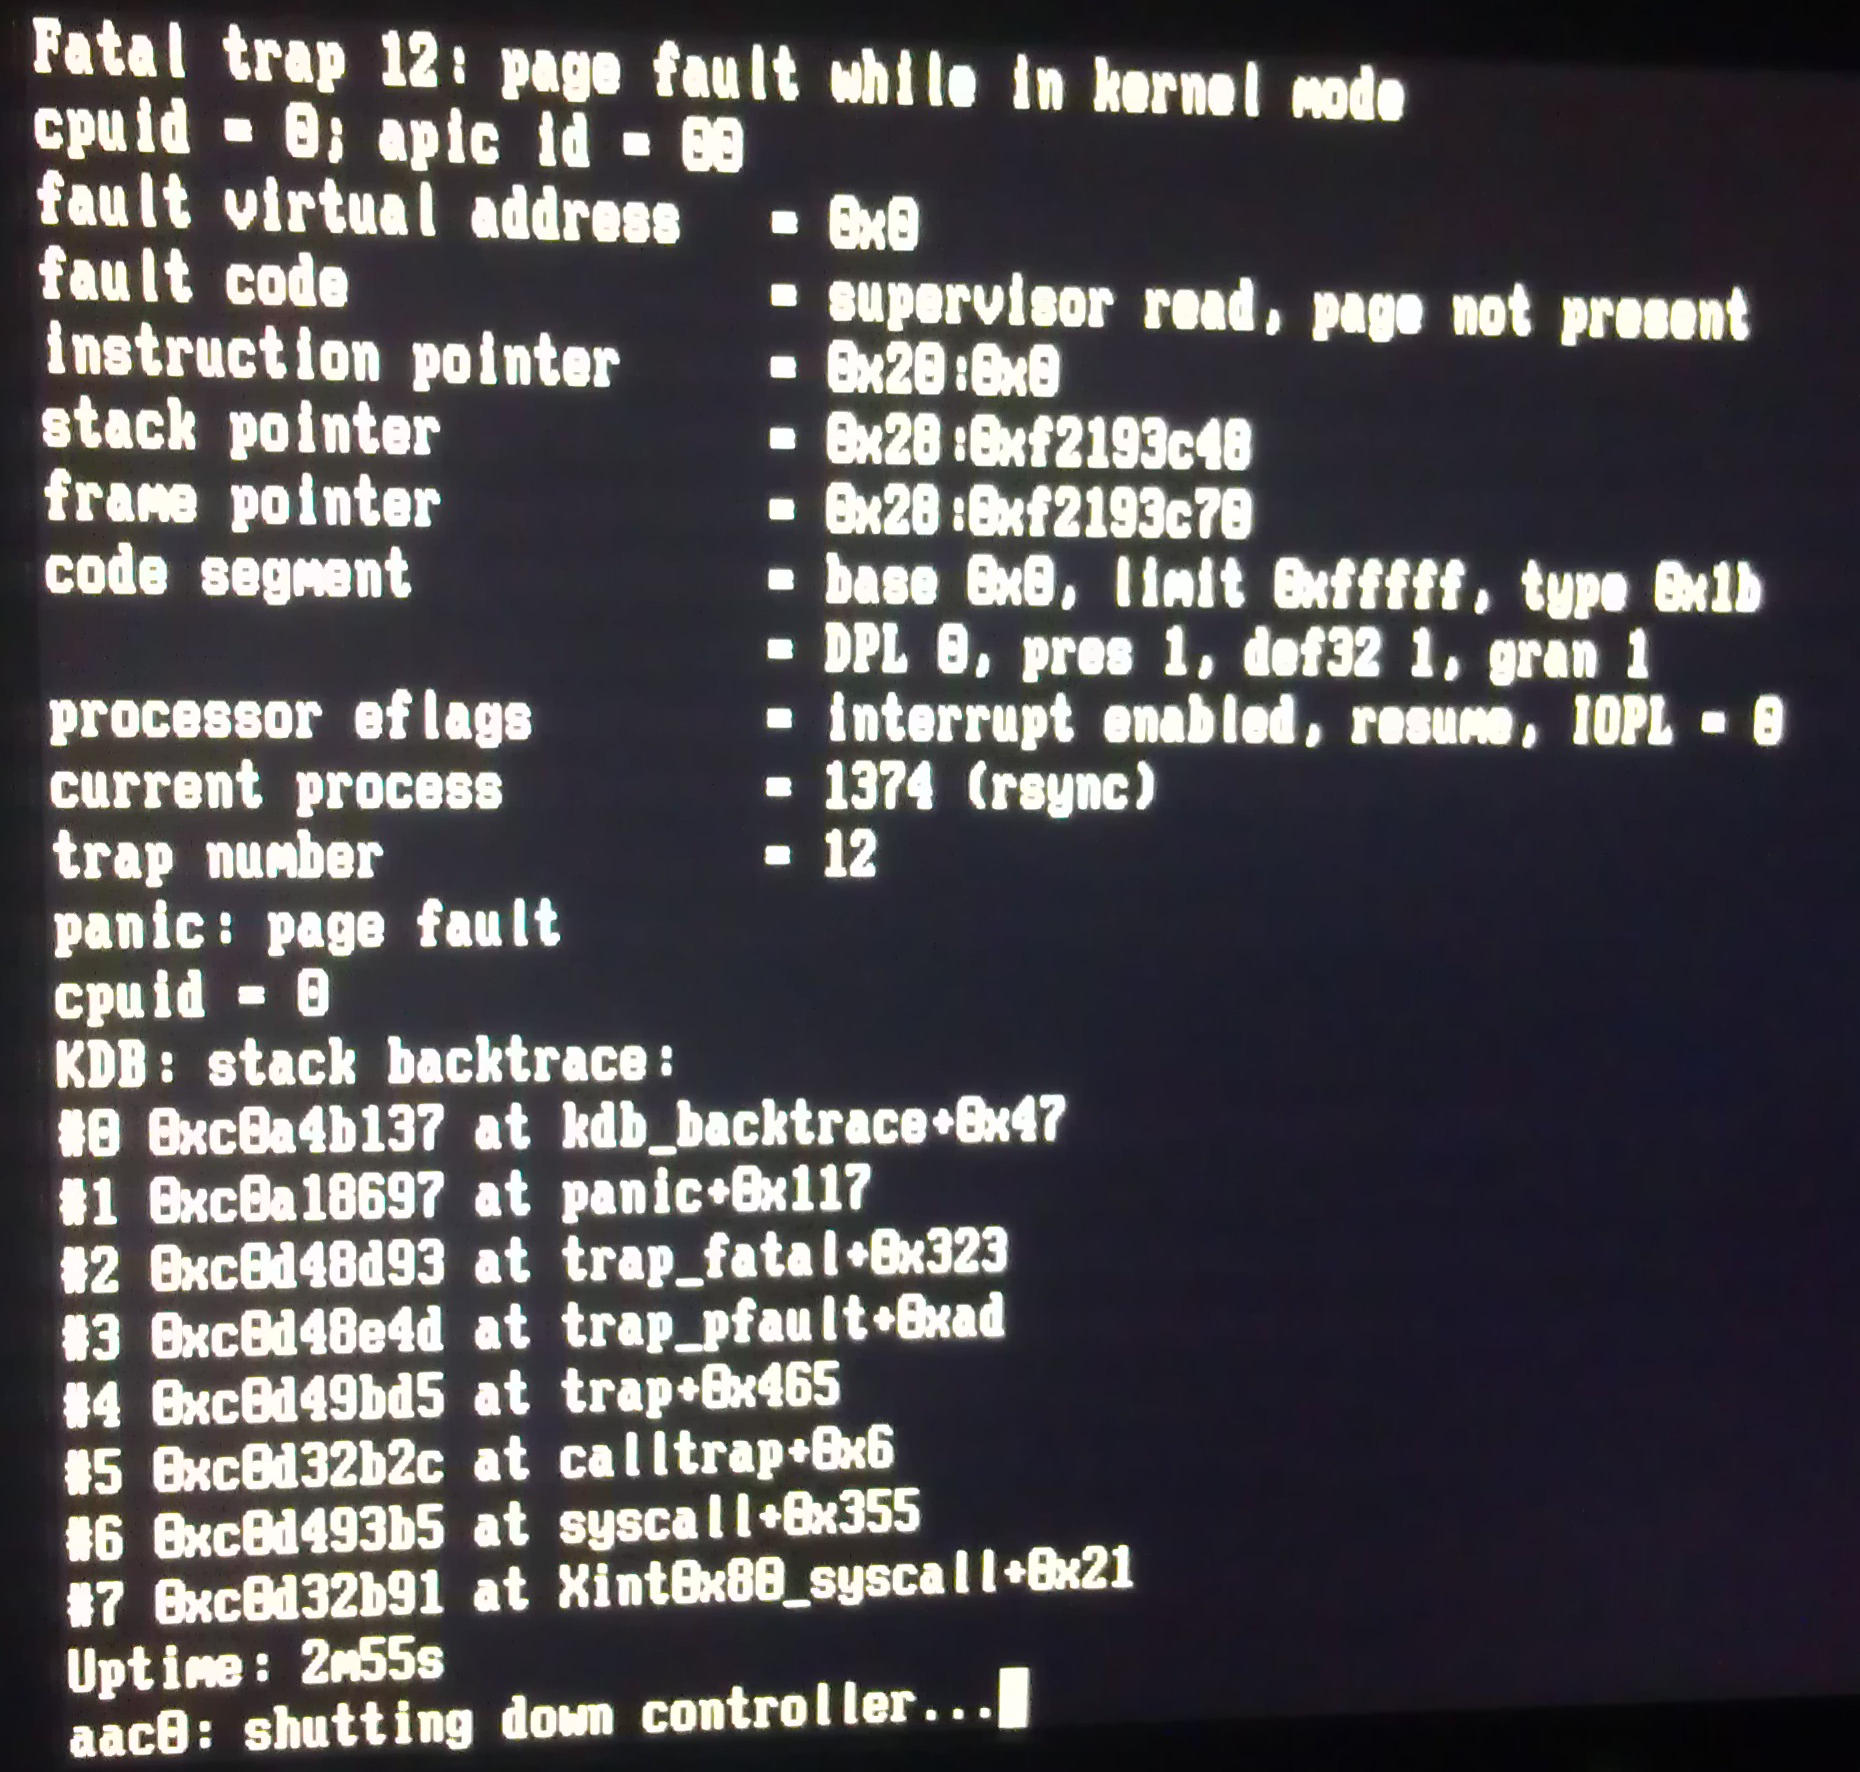 Fatal trap 12: page fault while in kernel mode
cpuid = 0; apic id = 00
fault virtual address = 0x0
fault code = supervisor read, page not present
instruction pointer = 0x20:0x0
stack pointer = 0x28:0xf2193c48
frame pointer = 0x28:0xf2193c70
code segment = base 0x0, limit 0xfffff, type 0x1b
= DPL 0, pres 1, def32 1, gran 1
processor eflags = interrupt enabled, resume, IOPL = 0
current process = 1374 (rsync)
trap number = 12
panic: page fault
cpuid = 0
KDB: stack backtrace:
#0 0xc0a4b137 at kdb_backtrace+0x47
#1 0xc0a18697 at panic+0x117
#2 0xc0d48d93 at trap_fatal+0x323
#3 0xc0d48e4d at trap_pfault+0xad
#4 0xc0d49bd5 at trap+0x465
#5 0xc0d32b2c at calltrap+0x6
#6 0xc0d493b5 at syscall+0x355
#7 0xc0d32b91 at Xint0x80_syscall+0x21
Uptime: 2m55s
aac0: shutting down controller...